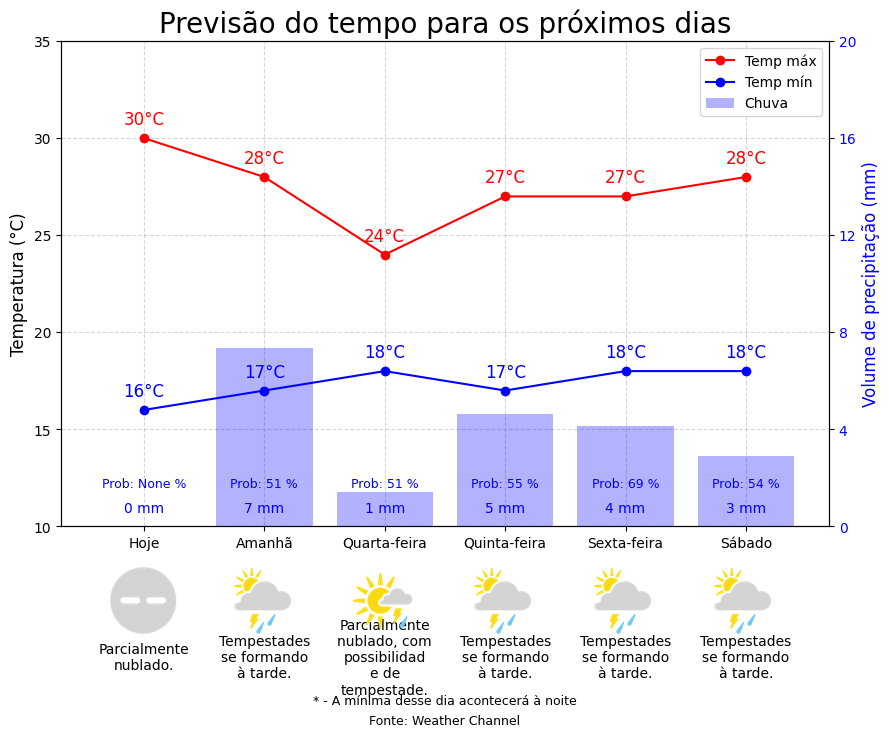 Previsão do tempo para os próximos dias
35
30
25
20
15
10
Temperatura (°C)
20
16
12
8
4
0
Volume de precipitação (mm)
Temp máx
Temp mín
Chuva
30°C
28°C
24°C
27°C
27°C
28°C
16°C
17°C
18°C
17°C
18°C
18°C
Prob: None %
Prob: 51 %
Prob: 51 %
Prob: 55 %
Prob: 69 %
Prob: 54 %
0 mm
7 mm
1 mm
5 mm
4 mm
3 mm
Hoje
Amanhã
Quarta-feira
Quinta-feira
Sexta-feira
Sábado
Parcialmente
nublado.
Tempestades
se formando
à tarde.
Parcialmente
nublado, com
possibilidad
e de
tempestade.
Tempestades
se formando
à tarde.
Tempestades
se formando
à tarde.
Tempestades
se formando
à tarde.
* - A mínima desse dia acontecerá à noite
Fonte: Weather Channel